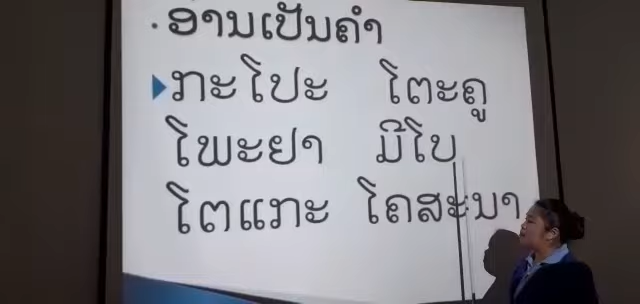 · ອ່ານເປັນຄຳ
ກະໂປະ ໂຕະຄູ
ໂພະຢາ ມີໂບ
ໂຕແກະ ໂຄສະນາ